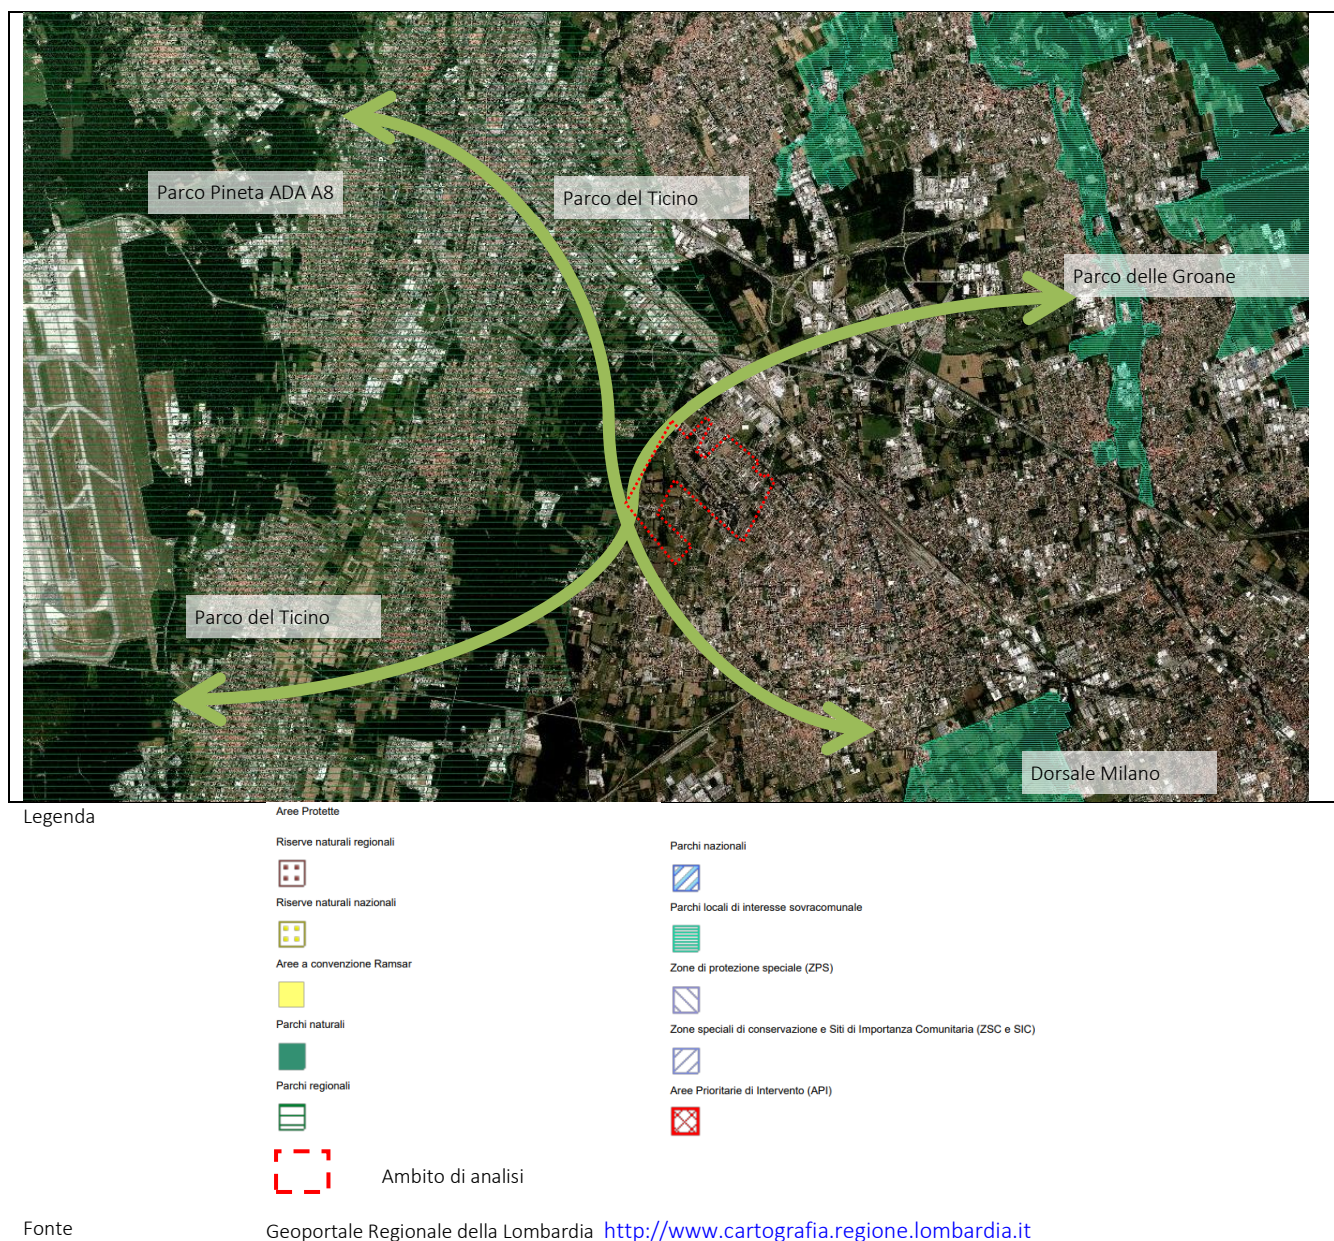 Parco Pineta ADA A8
Parco del Ticino
Parco delle Groane
Parco del Ticino
Dorsale Milano
Legenda
Aree Protette
Riserve naturali regionali
Riserve naturali nazionali
Aree a convenzione Ramsar
Parchi naturali
Parchi regionali
Parchi nazionali
Parchi locali di interesse sovracomunale
Zone di protezione speciale (ZPS)
Zone speciali di conservazione e Siti di Importanza Comunitaria (ZSC e SIC)
Aree Prioritarie di Intervento (API)
Ambito di analisi
Fonte
Geoportale Regionale della Lombardia http://www.cartografia.regione.lombardia.it